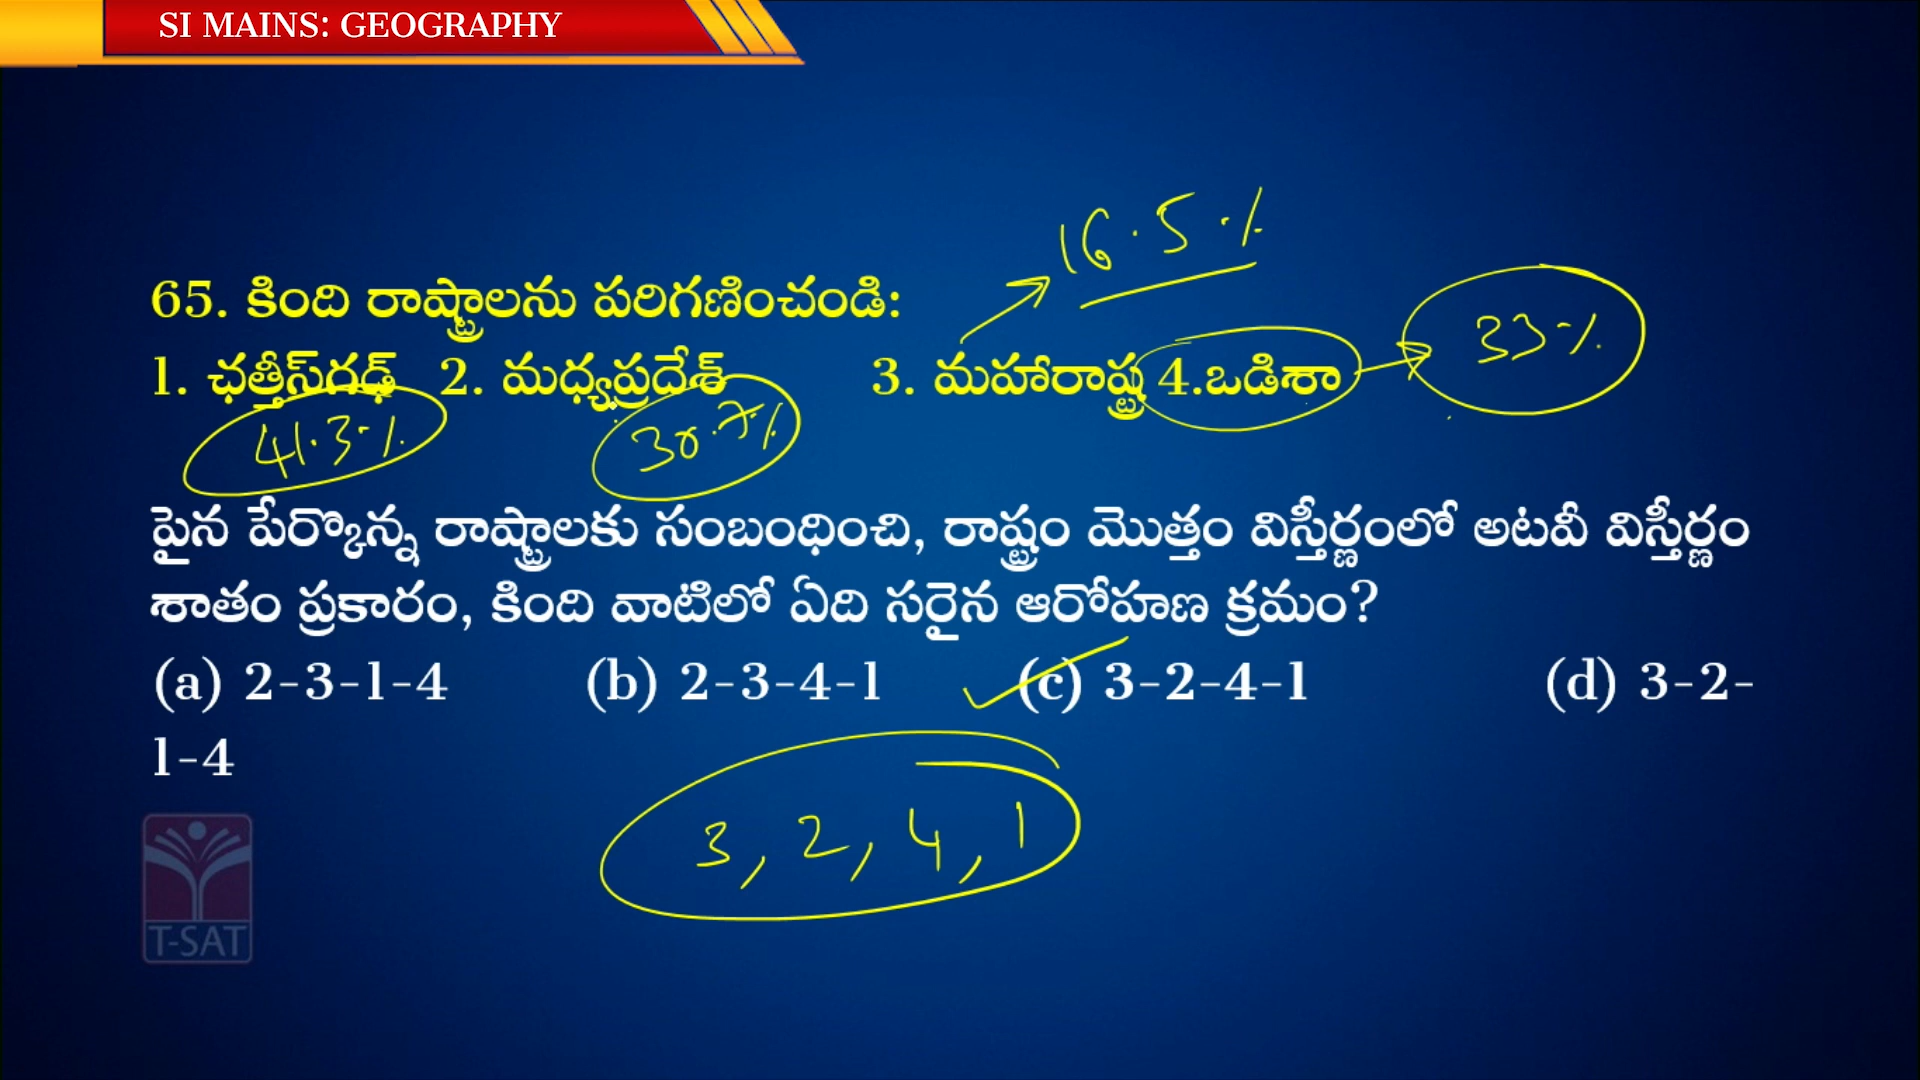 SI MAINS: GEOGRAPHY
16.5%
65. కింది రాష్ట్రాలను పరిగణించండి:
33%
1. ఛత్తీస్‌గఢ్ 2. మధ్యప్రదేశ్ 3. మహారాష్ట్ర 4.ఒడిశా
41.3% 30.7%
పైన పేర్కొన్న రాష్ట్రాలకు సంబంధించి, రాష్ట్రం మొత్తం విస్తీర్ణంలో అటవీ విస్తీర్ణం
శాతం ప్రకారం, కింది వాటిలో ఏది సరైన ఆరోహణ క్రమం?
(a) 2-3-1-4 (b) 2-3-4-1 (c) 3-2-4-1 (d) 3-2-
1-4
3, 2, 4, 1
T-SAT